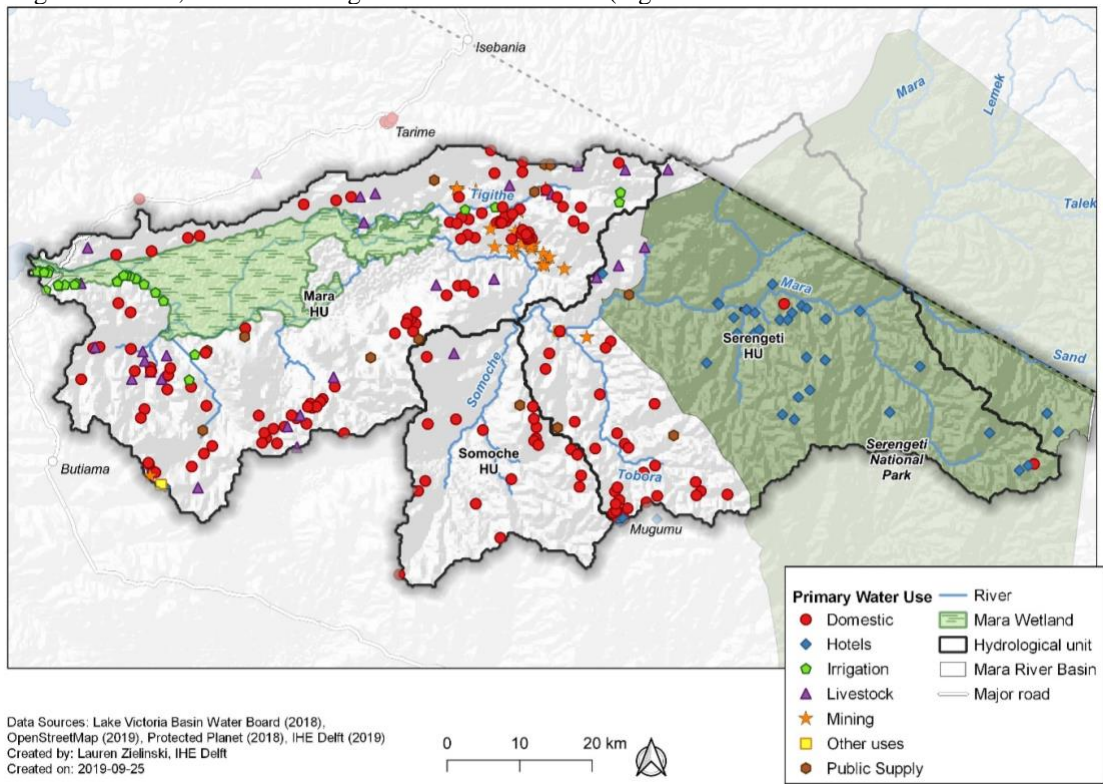 Isebania
Mara
Lemek
Tarime
Tigithe
Talek
Mara
HU
Mara
Serengeti
HU
Sand
Somoche
Somoche
HU
Serengeti
National
Park
Butiama
Tobora
Mugumu
Primary Water Use
Domestic
Hotels
Irrigation
Livestock
Mining
Other uses
Public Supply
River
Mara Wetland
Hydrological unit
Mara River Basin
Major road
Data Sources: Lake Victoria Basin Water Board (2018),
OpenStreetMap (2019), Protected Planet (2018), IHE Delft (2019)
Created by: Lauren Zielinski, IHE Delft
Created on: 2019-09-25
0 10 20 km